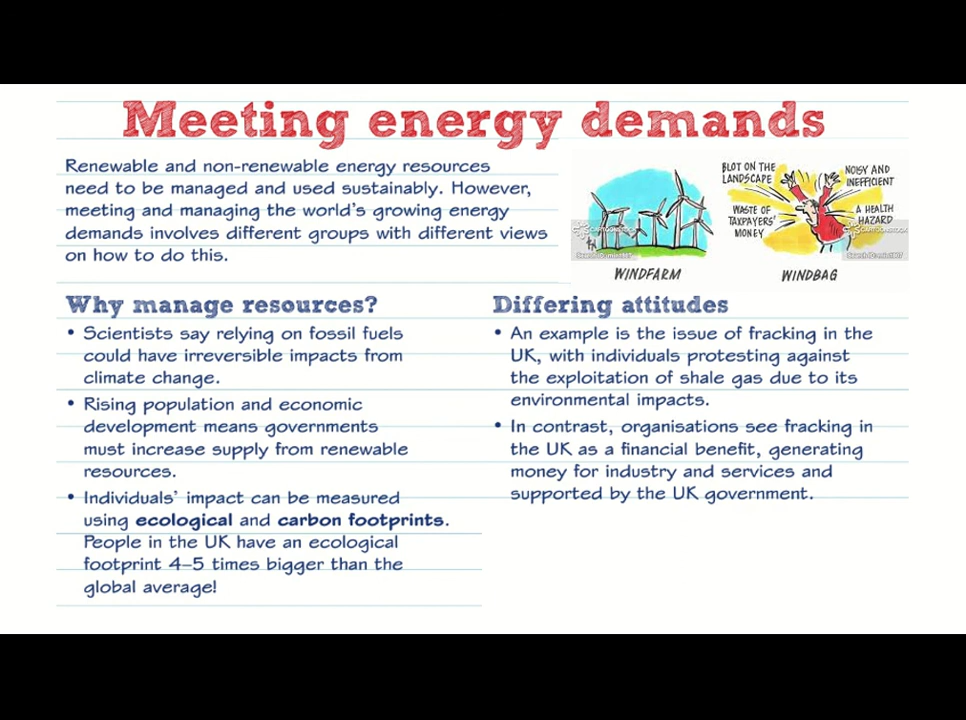 Meeting energy demands
Renewable and non-renewable energy resources
need to be managed and used sustainably. However,
meeting and managing the world's growing energy
demands involves different groups with different views
on how to do this.
BLOT ON THE
LANDSCAPE
NOISY AND
INEFFICIENT
WASTE OF
TAXPAYERS'
MONEY
A HEALTH
HAZARD
WINDFARM
WINDBAG
Why manage resources?
• Scientists say relying on fossil fuels
could have irreversible impacts from
climate change.
• Rising population and economic
development means governments
must increase supply from renewable
resources.
• Individuals' impact can be measured
using ecological and carbon footprints.
People in the UK have an ecological
footprint 4–5 times bigger than the
global average!
Differing attitudes
• An example is the issue of fracking in the
UK, with individuals protesting against
the exploitation of shale gas due to its
environmental impacts.
• In contrast, organisations see fracking in
the UK as a financial benefit, generating
money for industry and services and
supported by the UK government.